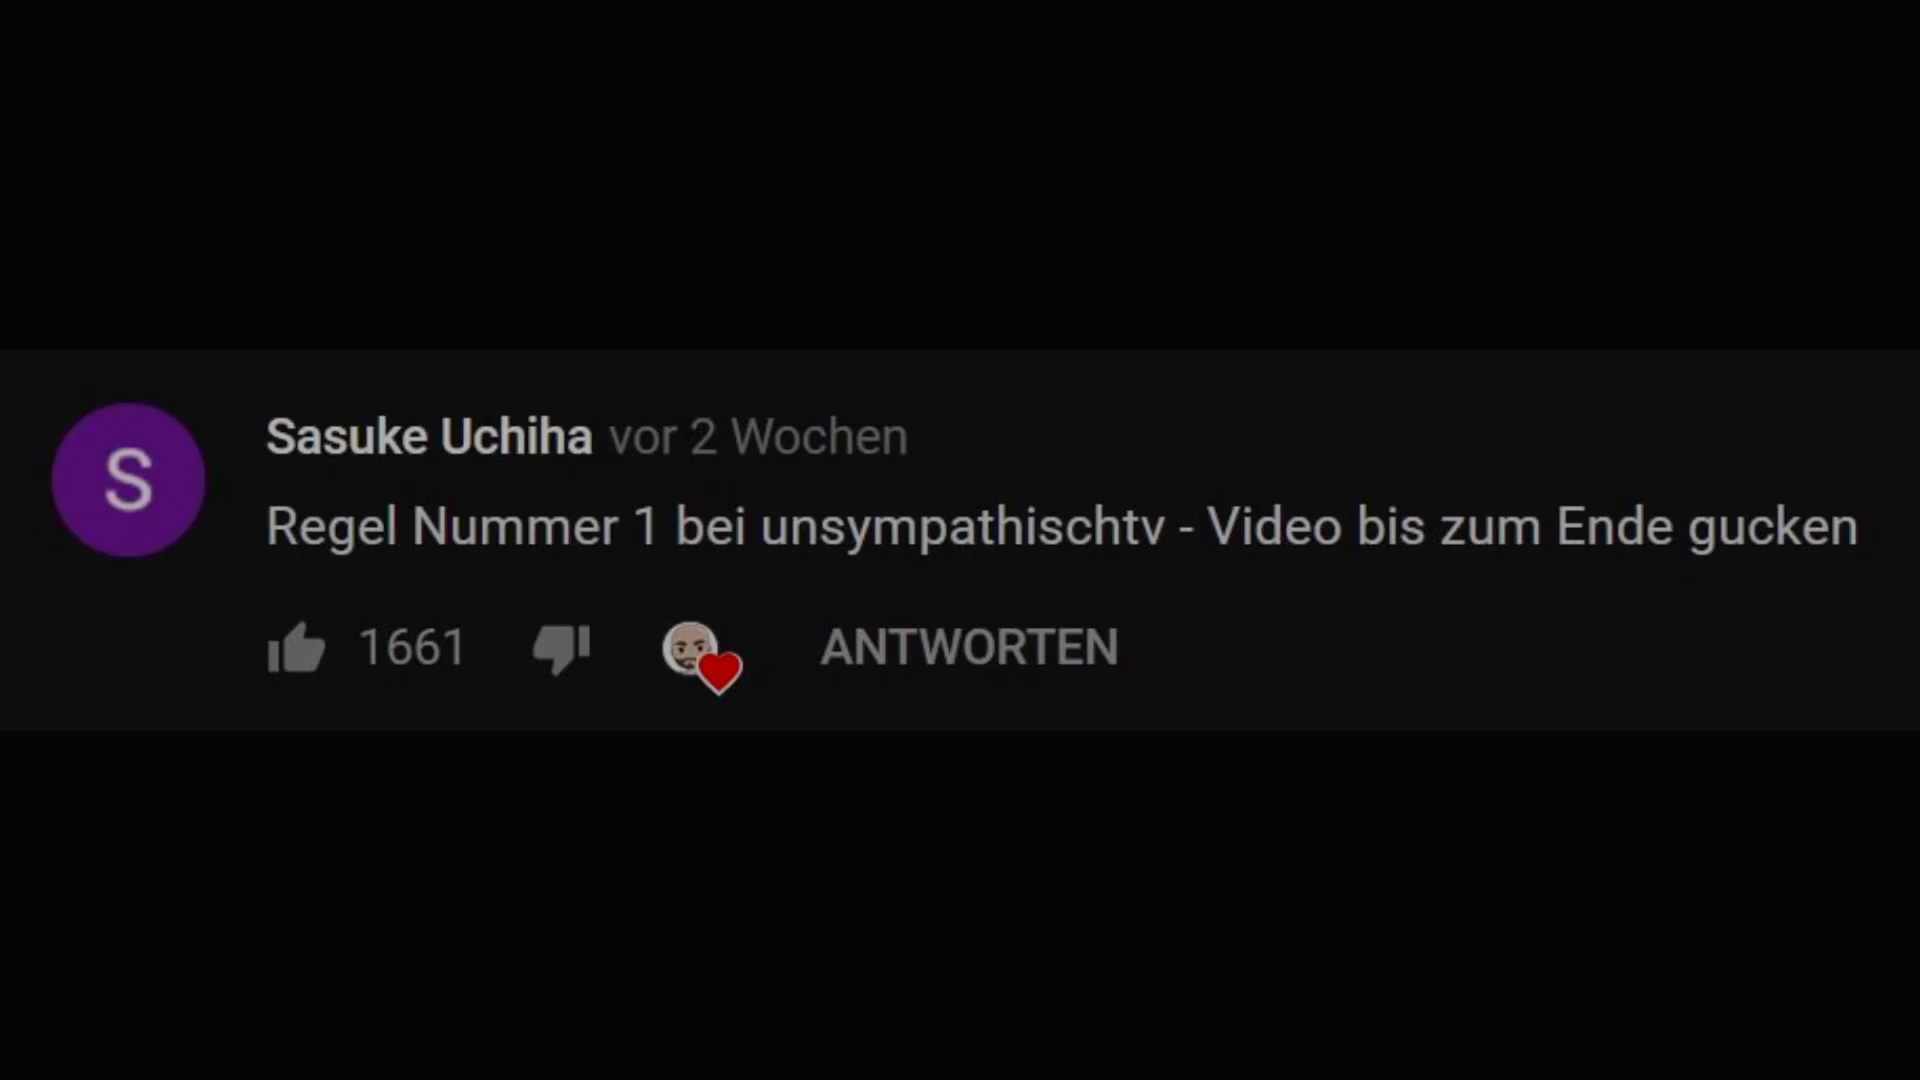 S
Sasuke Uchiha vor 2 Wochen
Regel Nummer 1 bei unsympathischtv - Video bis zum Ende gucken
1661 ANTWORTEN